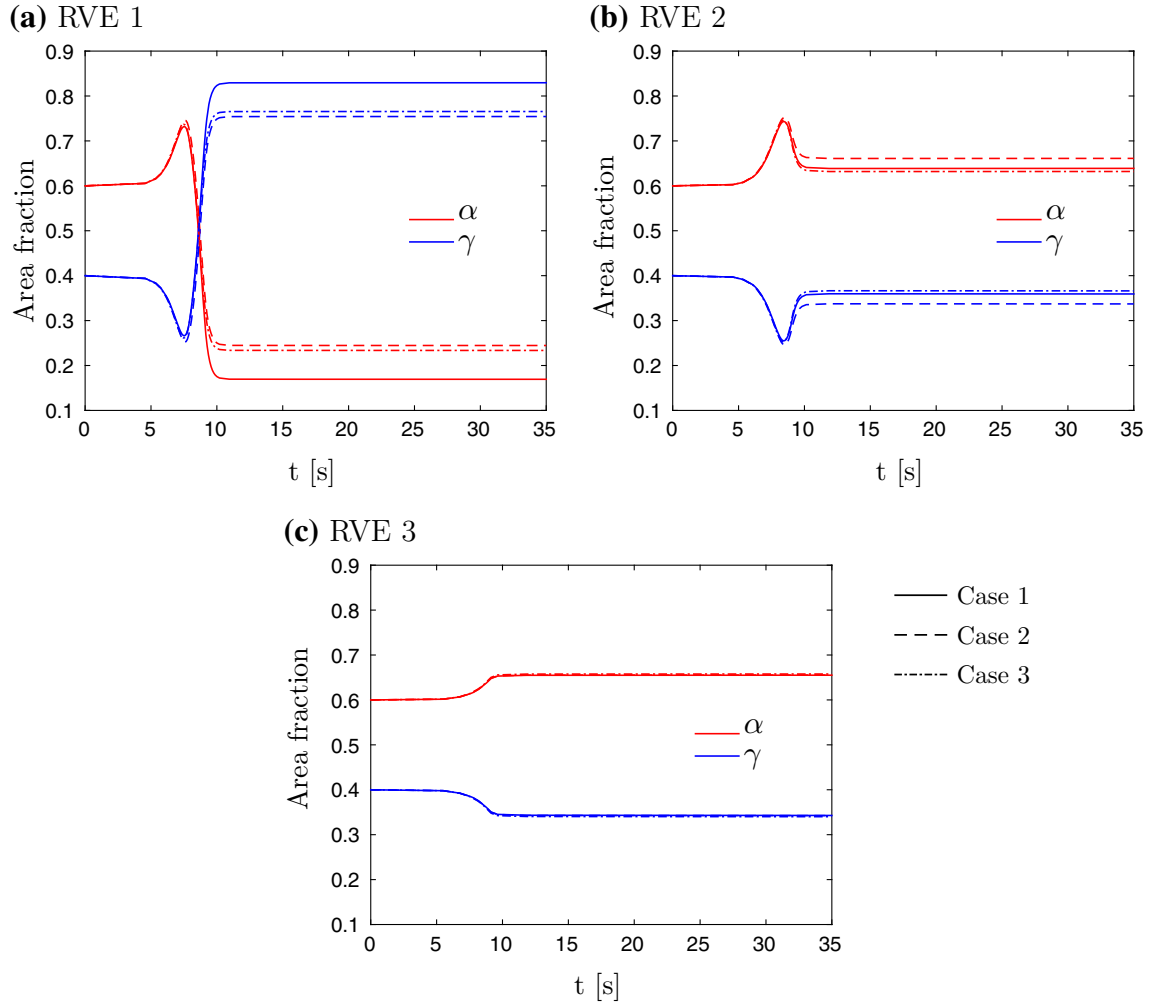 (a) RVE 1
0.9
0.8
0.7
0.6
0.5
0.4
0.3
0.2
0.1
Area fraction
α
γ
0 5 10 15 20 25 30 35
t [s]
(b) RVE 2
0.9
0.8
0.7
0.6
0.5
0.4
0.3
0.2
0.1
Area fraction
α
γ
0 5 10 15 20 25 30 35
t [s]
(c) RVE 3
0.9
0.8
0.7
0.6
0.5
0.4
0.3
0.2
0.1
Area fraction
α
γ
0 5 10 15 20 25 30 35
t [s]
Case 1
Case 2
Case 3